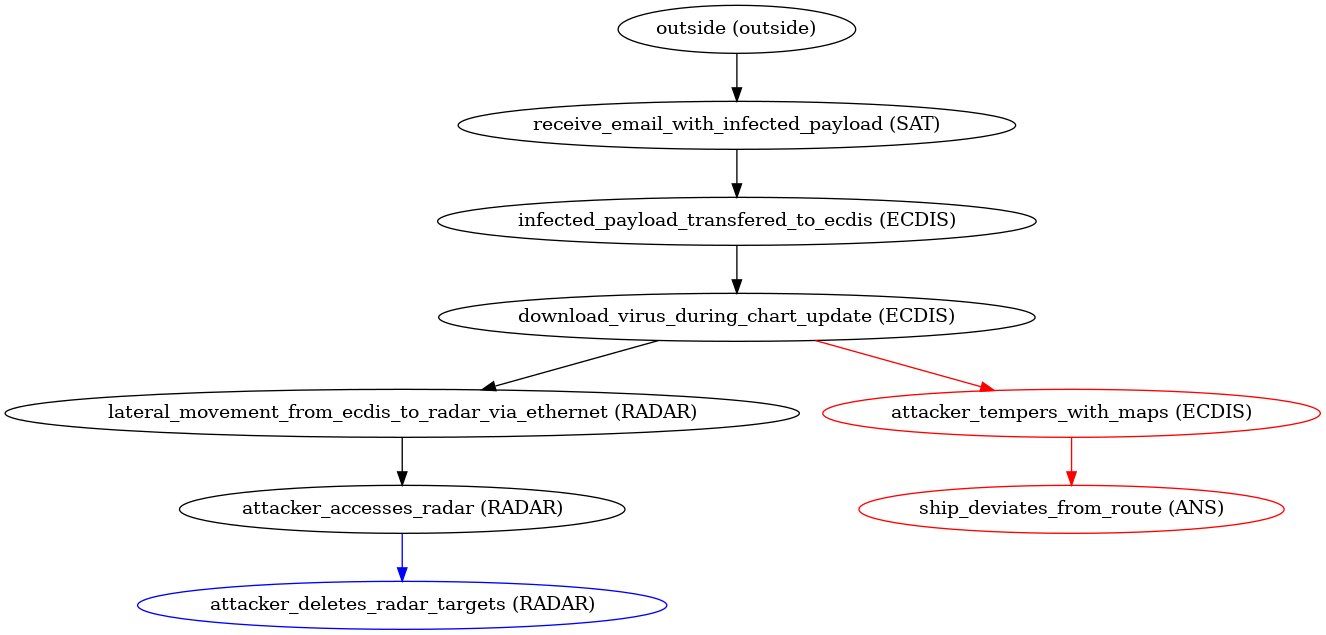 outside (outside)
receive_email_with_infected_payload (SAT)
infected_payload_transfered_to_ecdis (ECDIS)
download_virus_during_chart_update (ECDIS)
lateral_movement_from_ecdis_to_radar_via_ethernet (RADAR)
attacker_tempers_with_maps (ECDIS)
attacker_accesses_radar (RADAR)
ship_deviates_from_route (ANS)
attacker_deletes_radar_targets (RADAR)